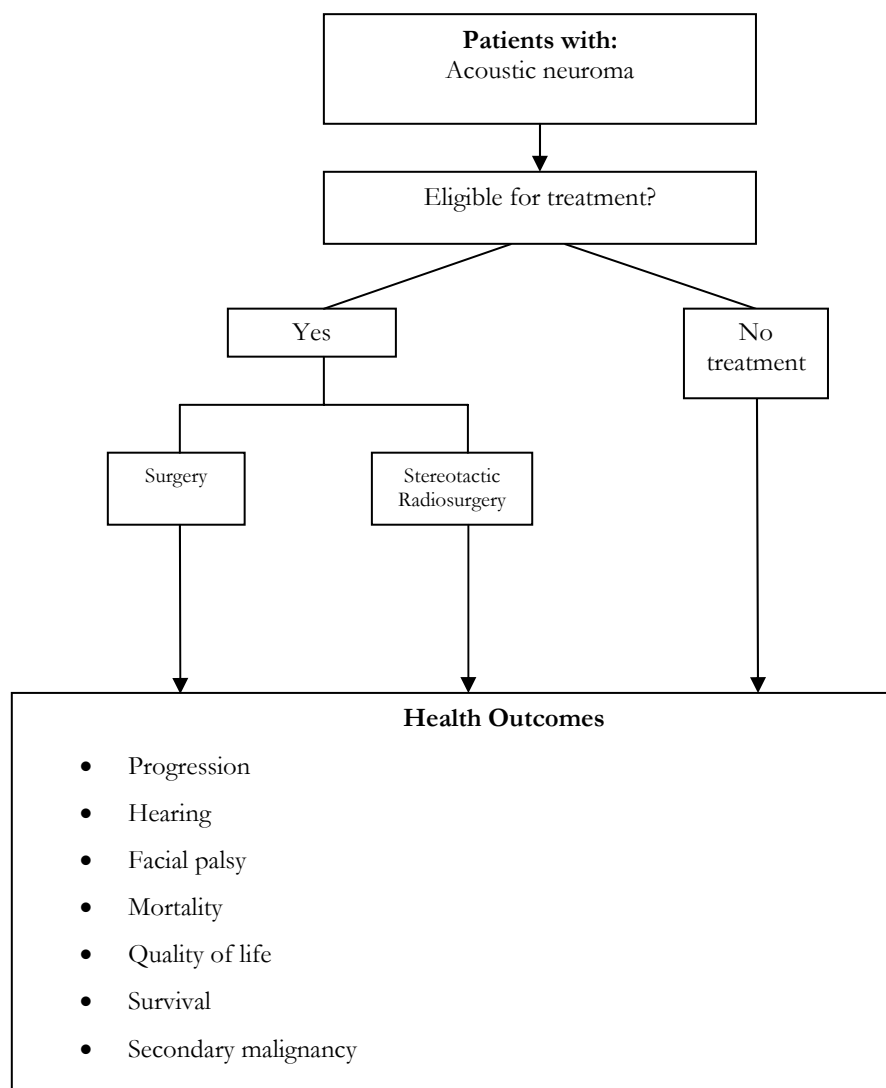 Patients with:
Acoustic neuroma
Eligible for treatment?
Yes
No
treatment
Surgery
Stereotactic
Radiosurgery
Health Outcomes
• Progression
• Hearing
• Facial palsy
• Mortality
• Quality of life
• Survival
• Secondary malignancy